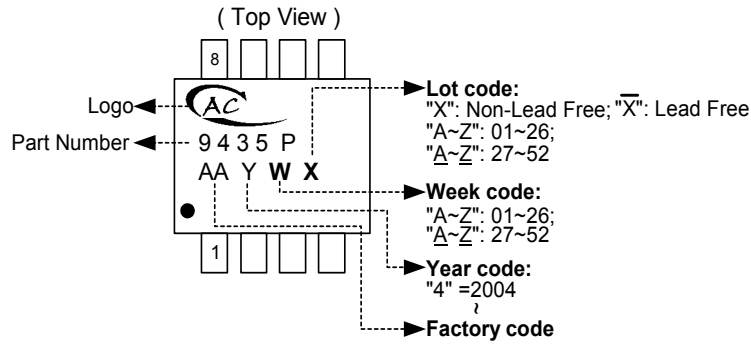 ( Top View )
8
Logo
AC
Part Number
9 4 3 5 P
AA Y W X
1
Lot code:
"X": Non-Lead Free; "X̅": Lead Free
"A~Z": 01~26;
"A̲~Z̲": 27~52
Week code:
"A~Z": 01~26;
"A̲~Z̲": 27~52
Year code:
"4" =2004
~
Factory code